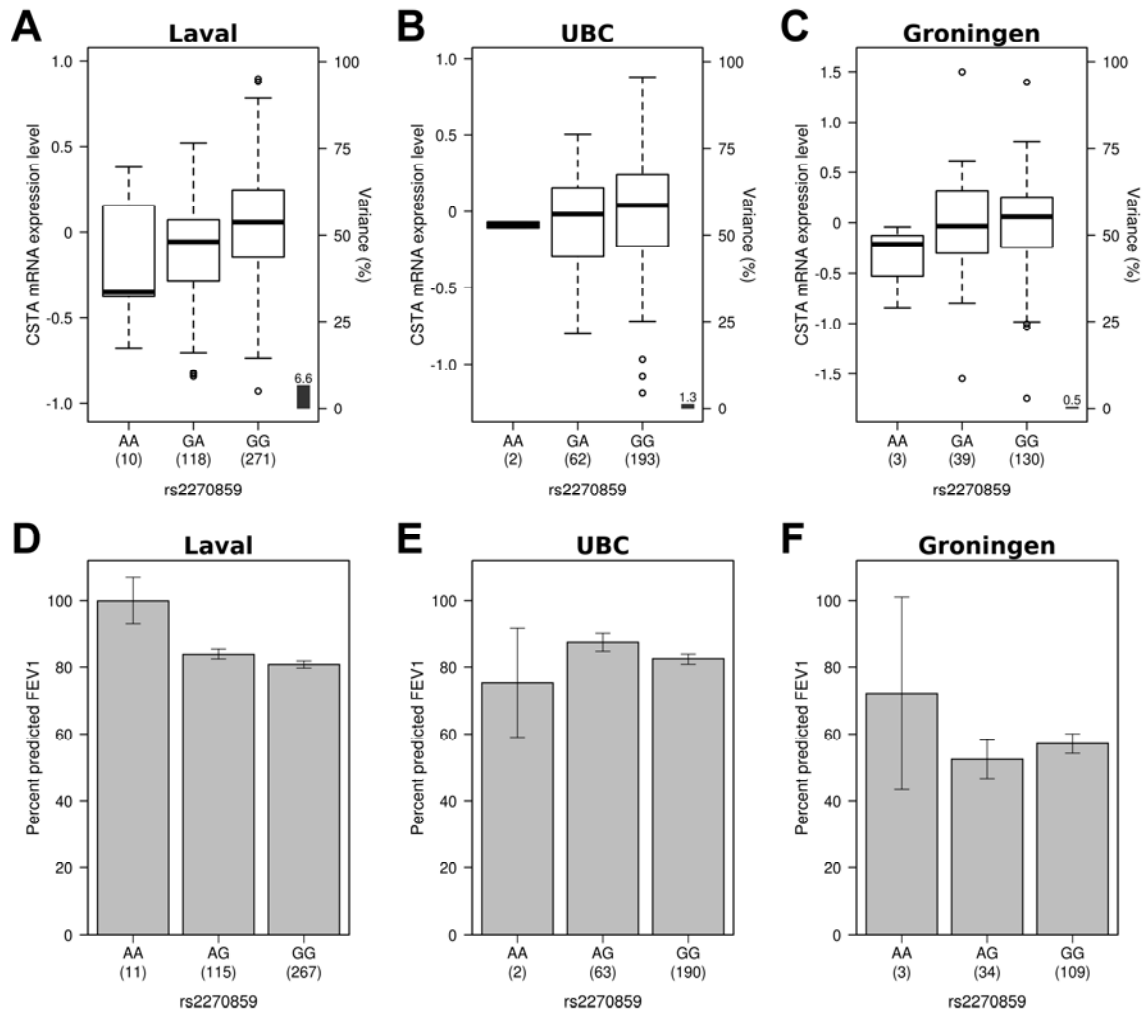 A
Laval
CSTA mRNA expression level
1.0
0.5
0
-0.5
-1.0
100
75
50
25
0
Variance (%)
6.6
AA GA GG
(10) (118) (271)
rs2270859
B
UBC
CSTA mRNA expression level
1.0
0.5
0
-0.5
-1.0
100
75
50
25
0
Variance (%)
1.3
AA GA GG
(2) (62) (193)
rs2270859
C
Groningen
CSTA mRNA expression level
1.5
1.0
0.5
0
-0.5
-1.0
-1.5
100
75
50
25
0
Variance (%)
0.5
AA GA GG
(3) (39) (130)
rs2270859
D
Laval
Percent predicted FEV1
100
80
60
40
20
0
AA AG GG
(11) (115) (267)
rs2270859
E
UBC
Percent predicted FEV1
100
80
60
40
20
0
AA AG GG
(2) (63) (190)
rs2270859
F
Groningen
Percent predicted FEV1
100
80
60
40
20
0
AA AG GG
(3) (34) (109)
rs2270859